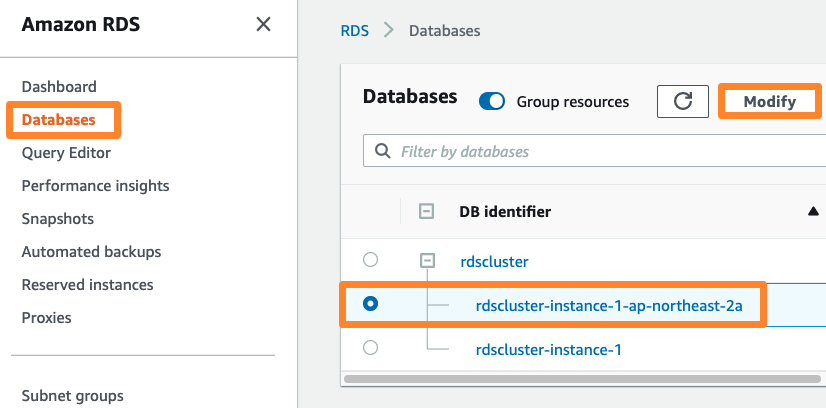 Amazon RDS
Dashboard
Databases
Query Editor
Performance insights
Snapshots
Automated backups
Reserved instances
Proxies
Subnet groups
RDS > Databases
Databases Group resources Modify
Filter by databases
DB identifier
rdscluster
rdscluster-instance-1-ap-northeast-2a
rdscluster-instance-1